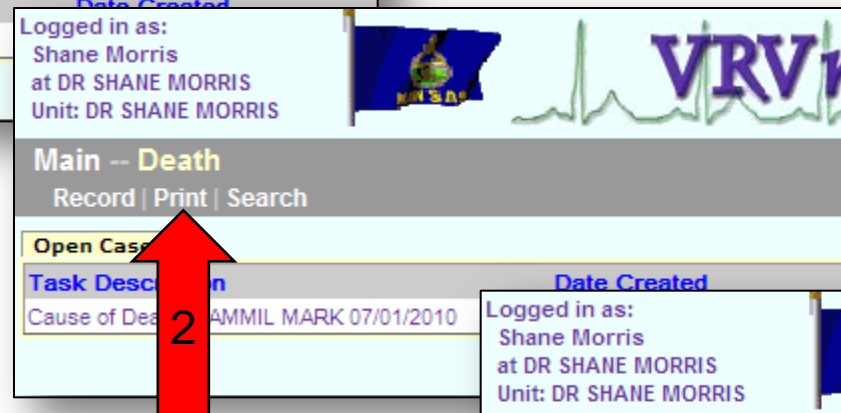 Date Created
Logged in as:
Shane Morris
at DR SHANE MORRIS
Unit: DR SHANE MORRIS
KANSAS
VRV
Main -- Death
Record | Print | Search
Open Cas
Task Desc n
Date Created
Cause of Dea AMMIL MARK 07/01/2010
2
Logged in as:
Shane Morris
at DR SHANE MORRIS
Unit: DR SHANE MORRIS